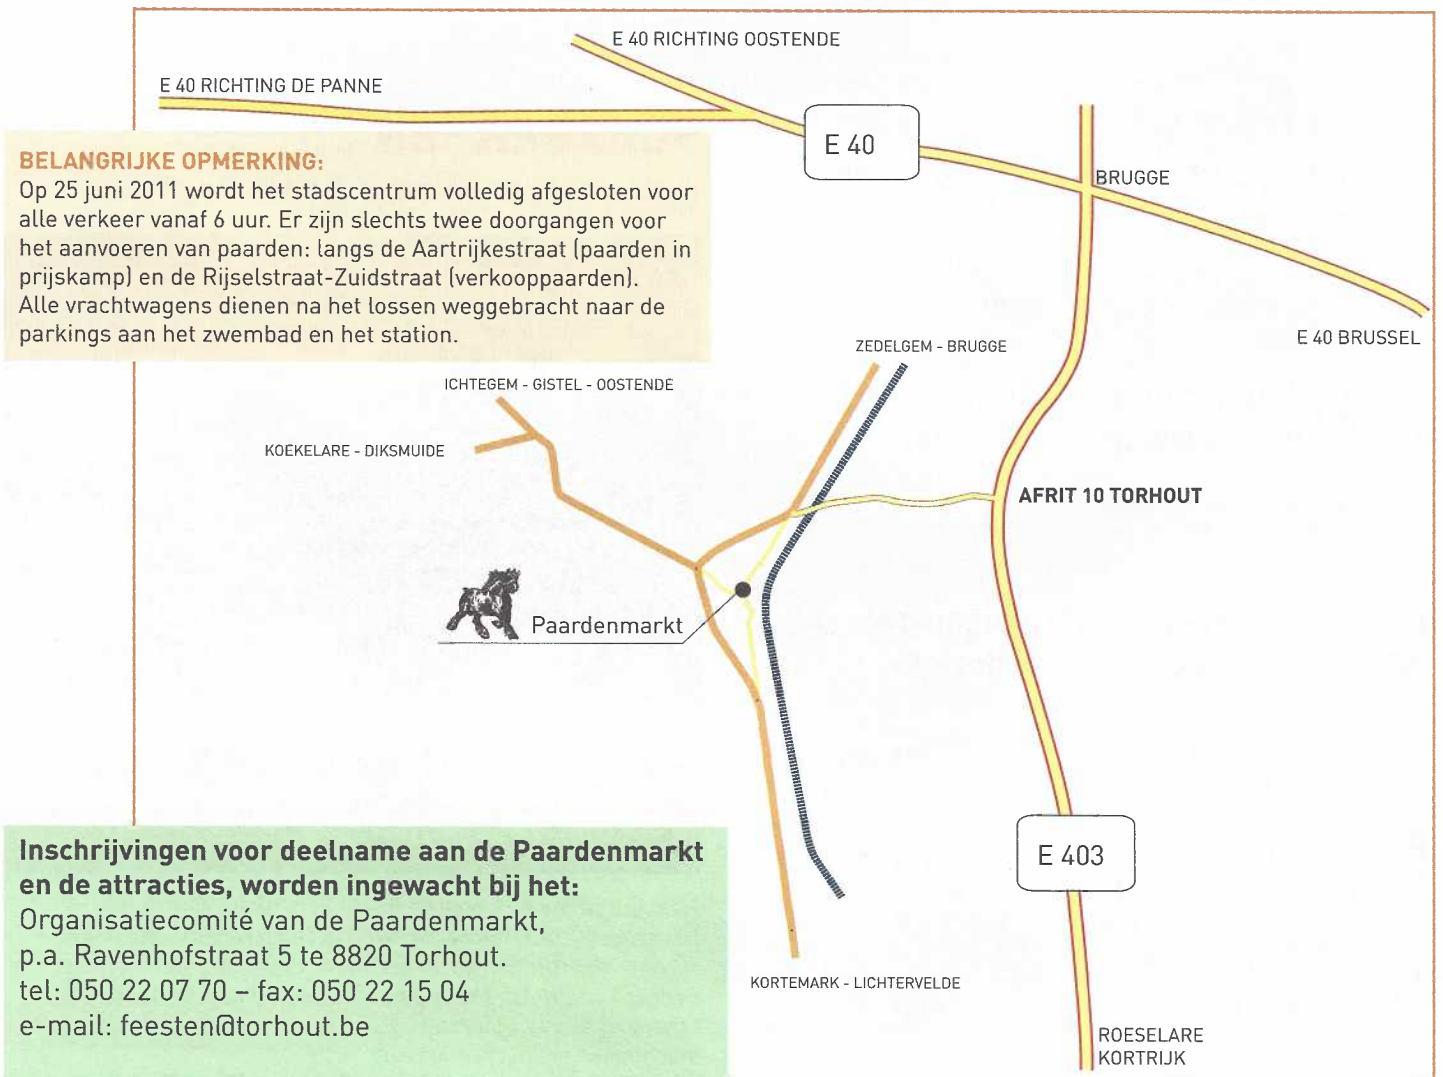 E 40 RICHTING OOSTENDE
E 40 RICHTING DE PANNE
E 40
BRUGGE
BELANGRIJKE OPMERKING:
Op 25 juni 2011 wordt het stadscentrum volledig afgesloten voor
alle verkeer vanaf 6 uur. Er zijn slechts twee doorgangen voor
het aanvoeren van paarden: langs de Aartrijkestraat (paarden in
prijskamp) en de Rijselstraat-Zuidstraat (verkooppaarden).
Alle vrachtwagens dienen na het lossen weggebracht naar de
parkings aan het zwembad en het station.
E 40 BRUSSEL
ZEDELGEM - BRUGGE
ICHTEGEM - GISTEL - OOSTENDE
KOEKELARE - DIKSMUIDE
AFRIT 10 TORHOUT
Paardenmarkt
E 403
Inschrijvingen voor deelname aan de Paardenmarkt
en de attracties, worden ingewacht bij het:
Organisatiecomité van de Paardenmarkt,
p.a. Ravenhofstraat 5 te 8820 Torhout.
tel: 050 22 07 70 – fax: 050 22 15 04
e-mail: feesten@torhout.be
KORTEMARK - LICHTERVELDE
ROESELARE
KORTRIJK